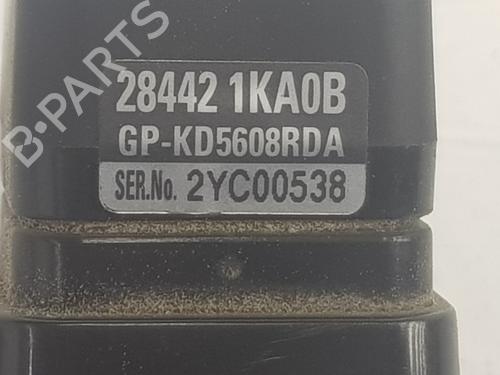 B·PARTS
28442 1KA0B
GP-KD5608RDA
SER.No. 2YC00538